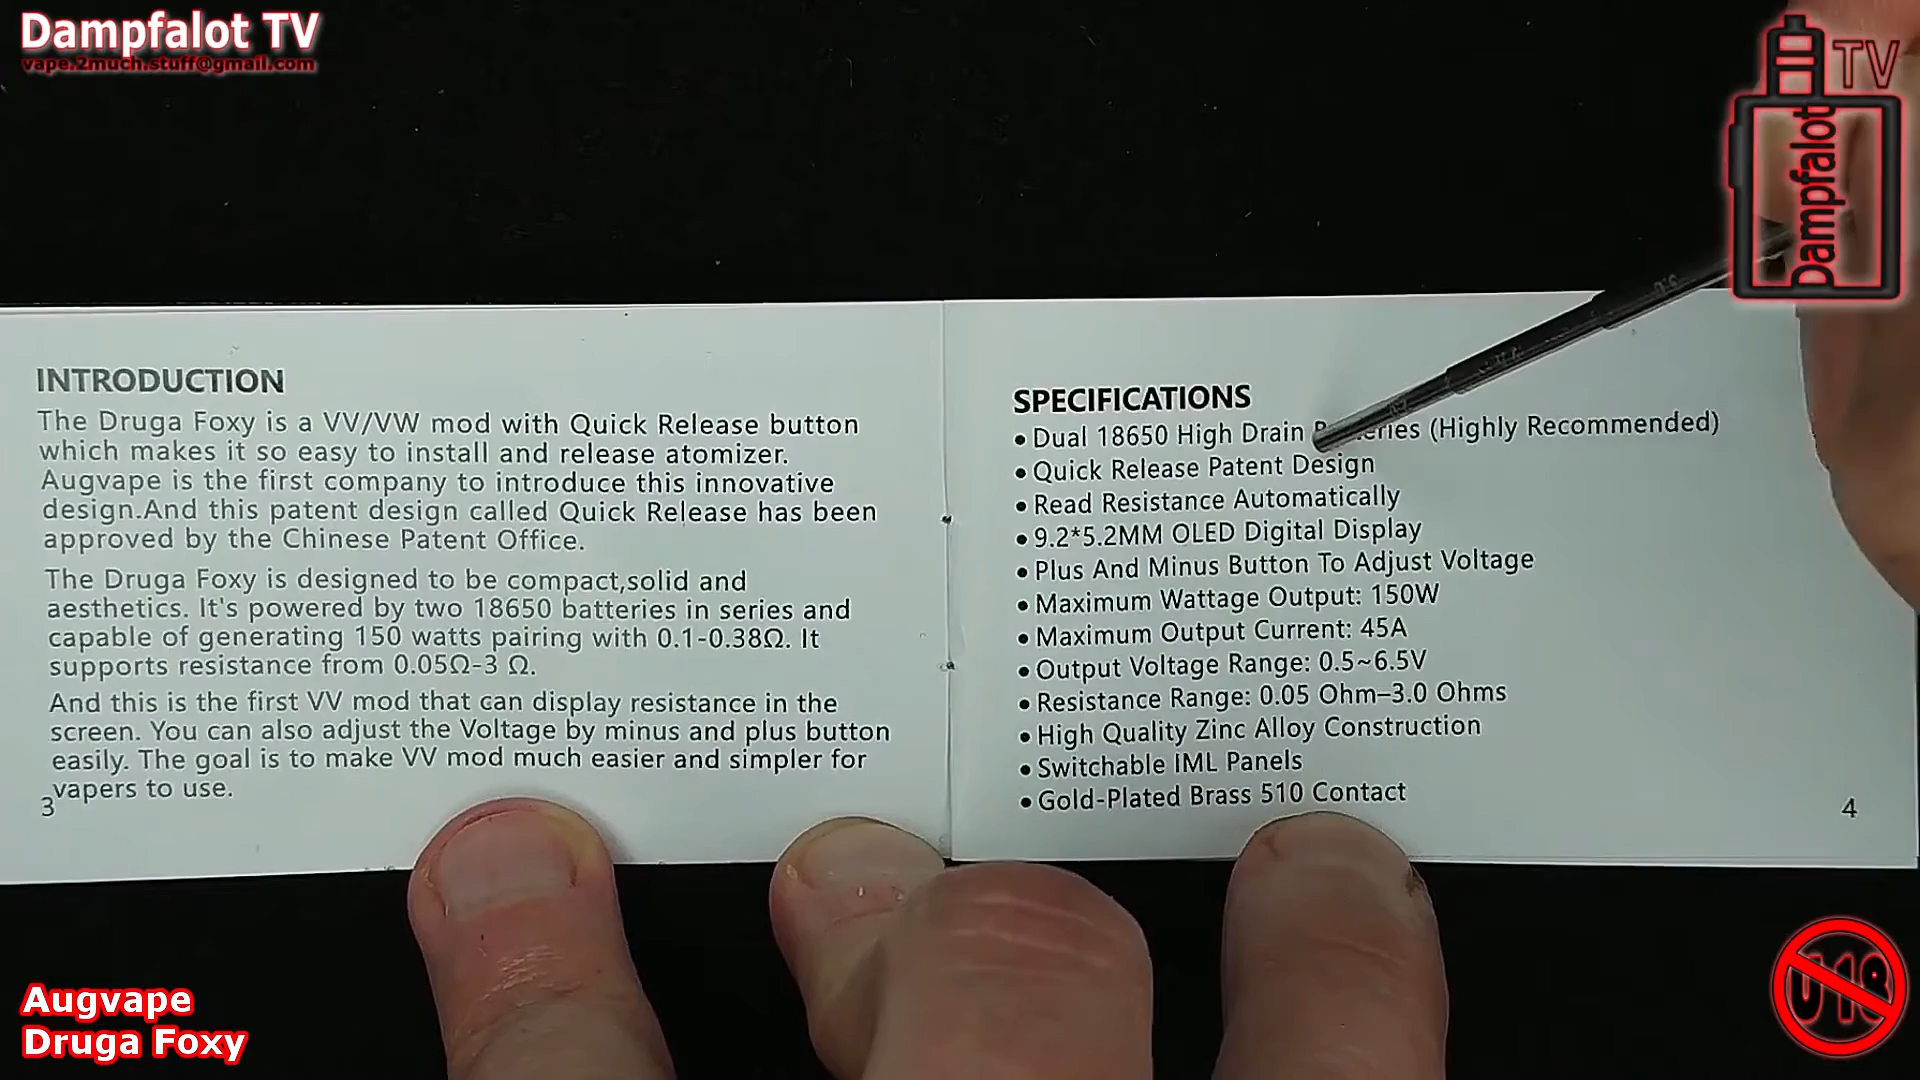 Dampfalot TV
vape.2much.stuff@gmail.com
TV
Dampfalot
INTRODUCTION
The Druga Foxy is a VV/VW mod with Quick Release button
which makes it so easy to install and release atomizer.
Augvape is the first company to introduce this innovative
design.And this patent design called Quick Release has been
approved by the Chinese Patent Office.
The Druga Foxy is designed to be compact,solid and
aesthetics. It's powered by two 18650 batteries in series and
capable of generating 150 watts pairing with 0.1-0.38Ω. It
supports resistance from 0.05Ω-3 Ω.
And this is the first VV mod that can display resistance in the
screen. You can also adjust the Voltage by minus and plus button
easily. The goal is to make VV mod much easier and simpler for
vapers to use.
3
SPECIFICATIONS
• Dual 18650 High Drain (Highly Recommended)
• Quick Release Patent Design
• Read Resistance Automatically
• 9.2*5.2MM OLED Digital Display
• Plus And Minus Button To Adjust Voltage
• Maximum Wattage Output: 150W
• Maximum Output Current: 45A
• Output Voltage Range: 0.5~6.5V
• Resistance Range: 0.05 Ohm–3.0 Ohms
• High Quality Zinc Alloy Construction
• Switchable IML Panels
• Gold-Plated Brass 510 Contact
4
Augvape
Druga Foxy
U18